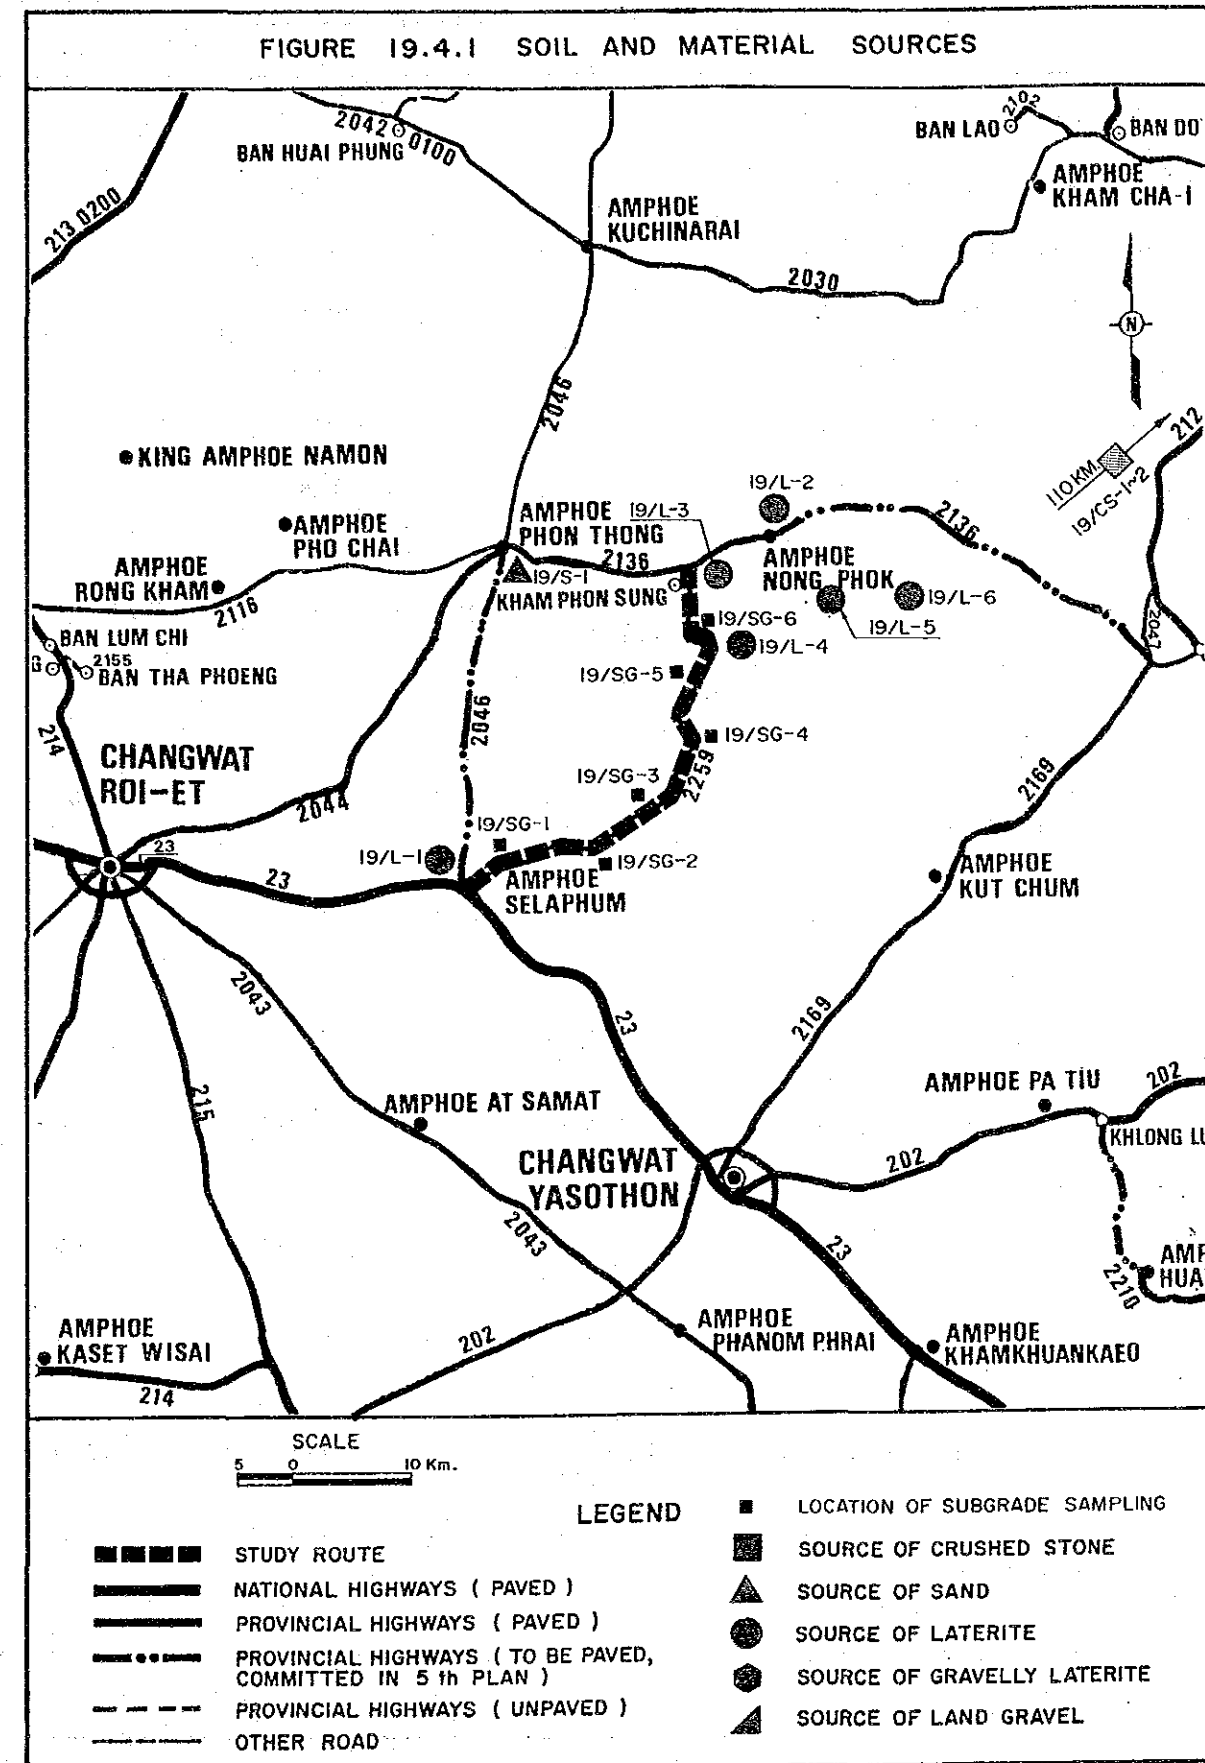 FIGURE 19.4.1 SOIL AND MATERIAL SOURCES
2102
BAN LAO
BAN DO
2042
0100
BAN HUAI PHUNG
AMPHOE
KHAM CHA-I
213
0200
AMPHOE
KUCHINARAI
2030
N
2046
212
110 KM.
19/CS-1~2
KING AMPHOE NAMON
19/L-2
AMPHOE
PHO CHAI
AMPHOE
PHON THONG
19/L-3
2136
2136
AMPHOE
NONG PHOK
AMPHOE
RONG KHAM
2116
19/S-1
KHAM PHON SUNG
19/L-6
19/L-5
19/SG-6
19/L-4
2047
BAN LUM CHI
G
2155
BAN THA PHOENG
19/SG-5
214
2046
19/SG-4
CHANGWAT
ROI-ET
19/SG-3
2259
2169
2044
19/SG-1
23
19/L-1
19/SG-2
23
AMPHOE
SELAPHUM
AMPHOE
KUT CHUM
2043
23
2169
215
AMPHOE AT SAMAT
AMPHOE PA TIU
202
KHLONG LU
CHANGWAT
YASOTHON
202
2043
23
AMP
HUA
2210
AMPHOE
KASET WISAI
214
202
AMPHOE
PHANOM PHRAI
AMPHOE
KHAMKHUANKAEO
SCALE
5 0 10 Km.
LEGEND
STUDY ROUTE
NATIONAL HIGHWAYS ( PAVED )
PROVINCIAL HIGHWAYS ( PAVED )
PROVINCIAL HIGHWAYS ( TO BE PAVED,
COMMITTED IN 5 th PLAN )
PROVINCIAL HIGHWAYS ( UNPAVED )
OTHER ROAD
LOCATION OF SUBGRADE SAMPLING
SOURCE OF CRUSHED STONE
SOURCE OF SAND
SOURCE OF LATERITE
SOURCE OF GRAVELLY LATERITE
SOURCE OF LAND GRAVEL